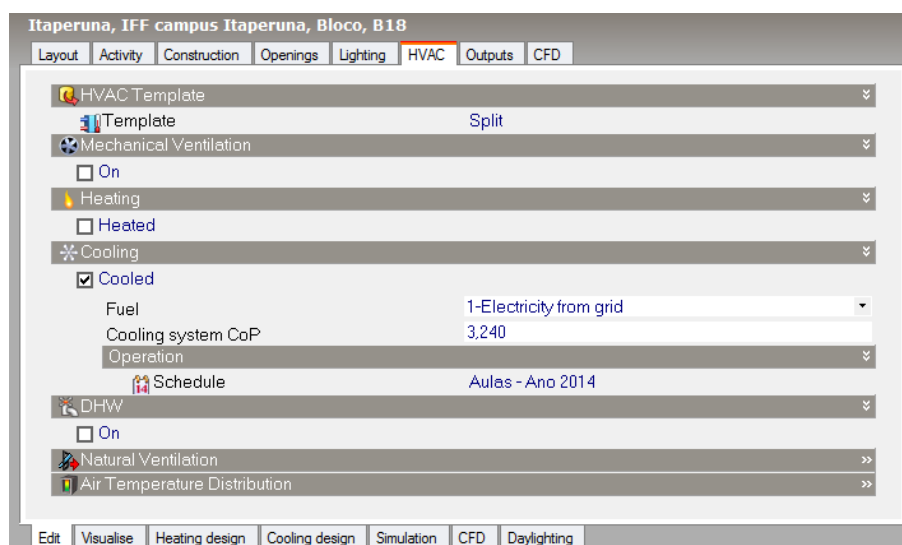 Itaperuna, IFF campus Itaperuna, Bloco, B18
Layout Activity Construction Openings Lighting HVAC Outputs CFD
HVAC Template
Template Split
Mechanical Ventilation
On
Heating
Heated
Cooling
Cooled
Fuel 1-Electricity from grid
Cooling system CoP 3,240
Operation
14 Schedule Aulas - Ano 2014
DHW
On
Natural Ventilation
Air Temperature Distribution
Edit Visualise Heating design Cooling design Simulation CFD Daylighting